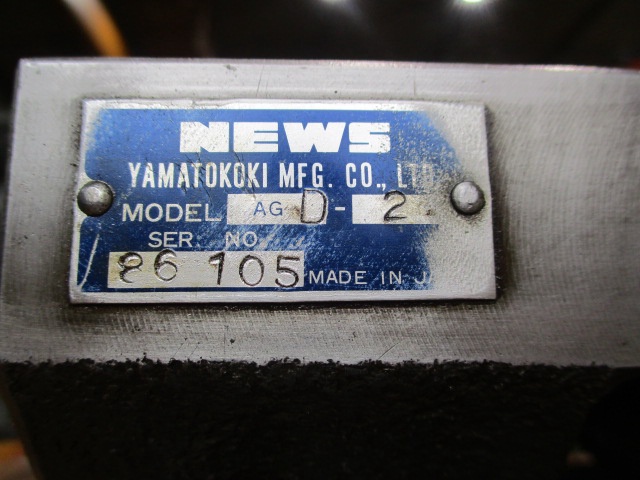 NEWS
YAMATOKOKI MFG. CO., LTD
MODEL AG D-2
SER. NO.
86 105 MADE IN J